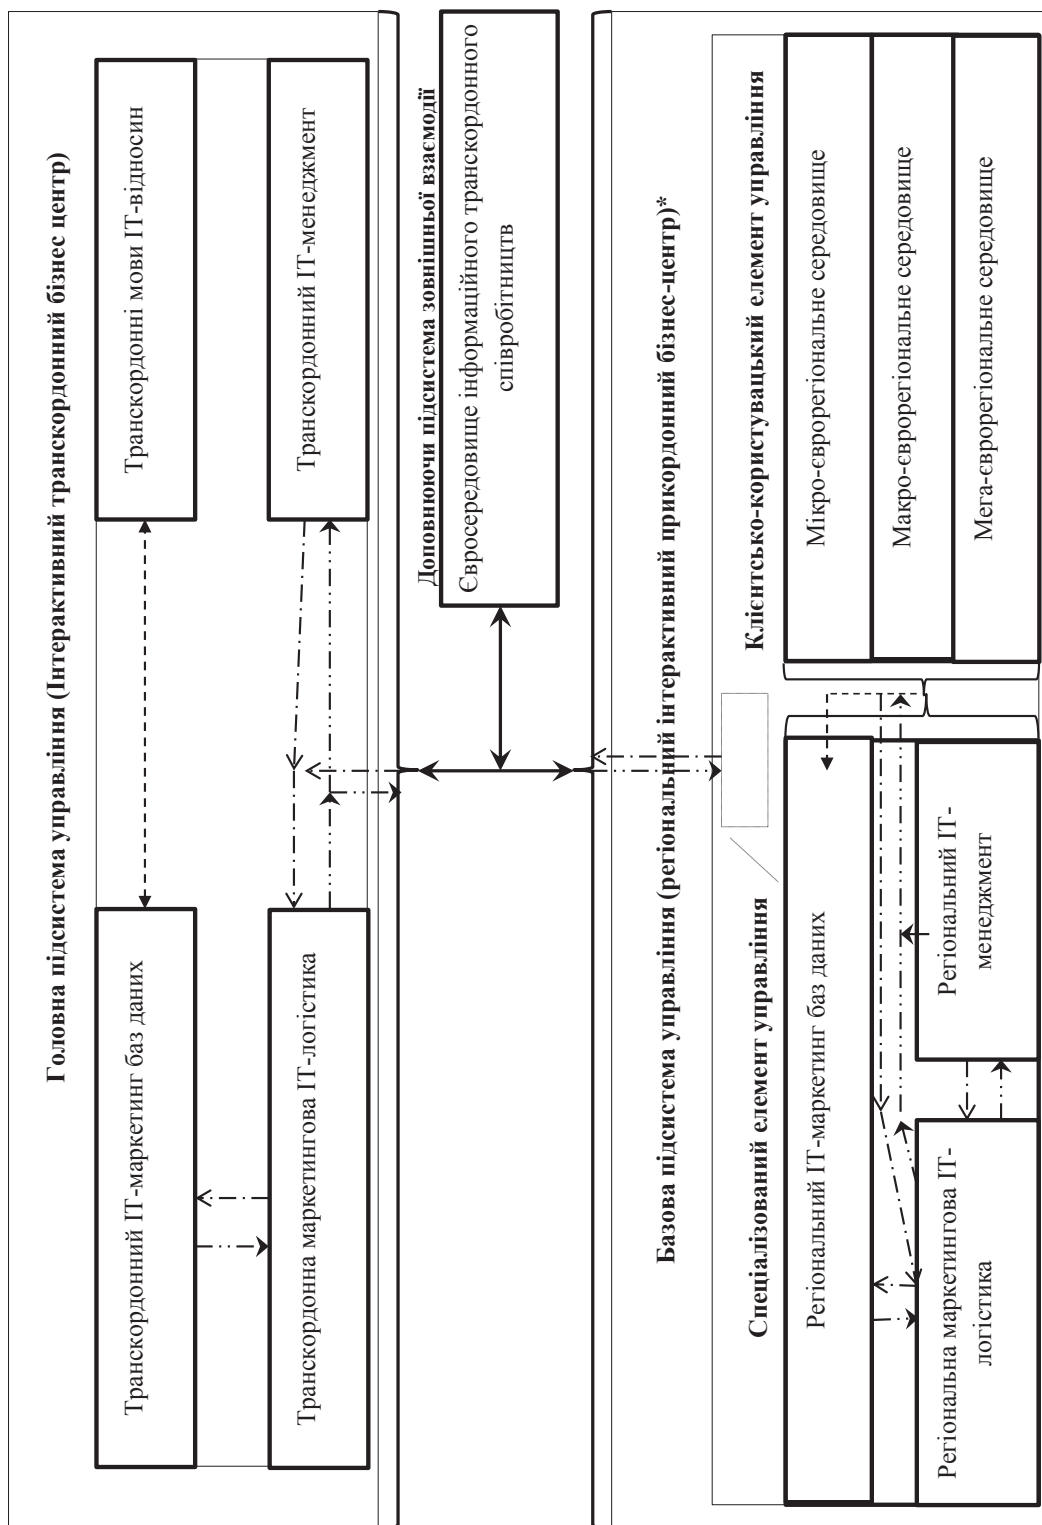 Головна підсистема управління (Інтерактивний транскордонний бізнес центр)
Транскордонний ІТ-маркетинг баз даних
Транскордонні мови ІТ-відносин
Транскордонна маркетингова ІТ-логістика
Транскордонний ІТ-менеджмент
Доповнюючи підсистема зовнішньої взаємодії
Євросередовище інформаційного транскордонного
співробітництв
Базова підсистема управління (регіональний інтерактивний прикордонний бізнес-центр)*
Спеціалізований елемент управління
Регіональний ІТ-маркетинг баз даних
Регіональна маркетингова ІТ-
логістика
Регіональний ІТ-
менеджмент
Клієнтсько-користувацький елемент управління
Мікро-єврорегіональне середовище
Макро-єврорегіональне середовище
Мега-єврорегіональне середовище